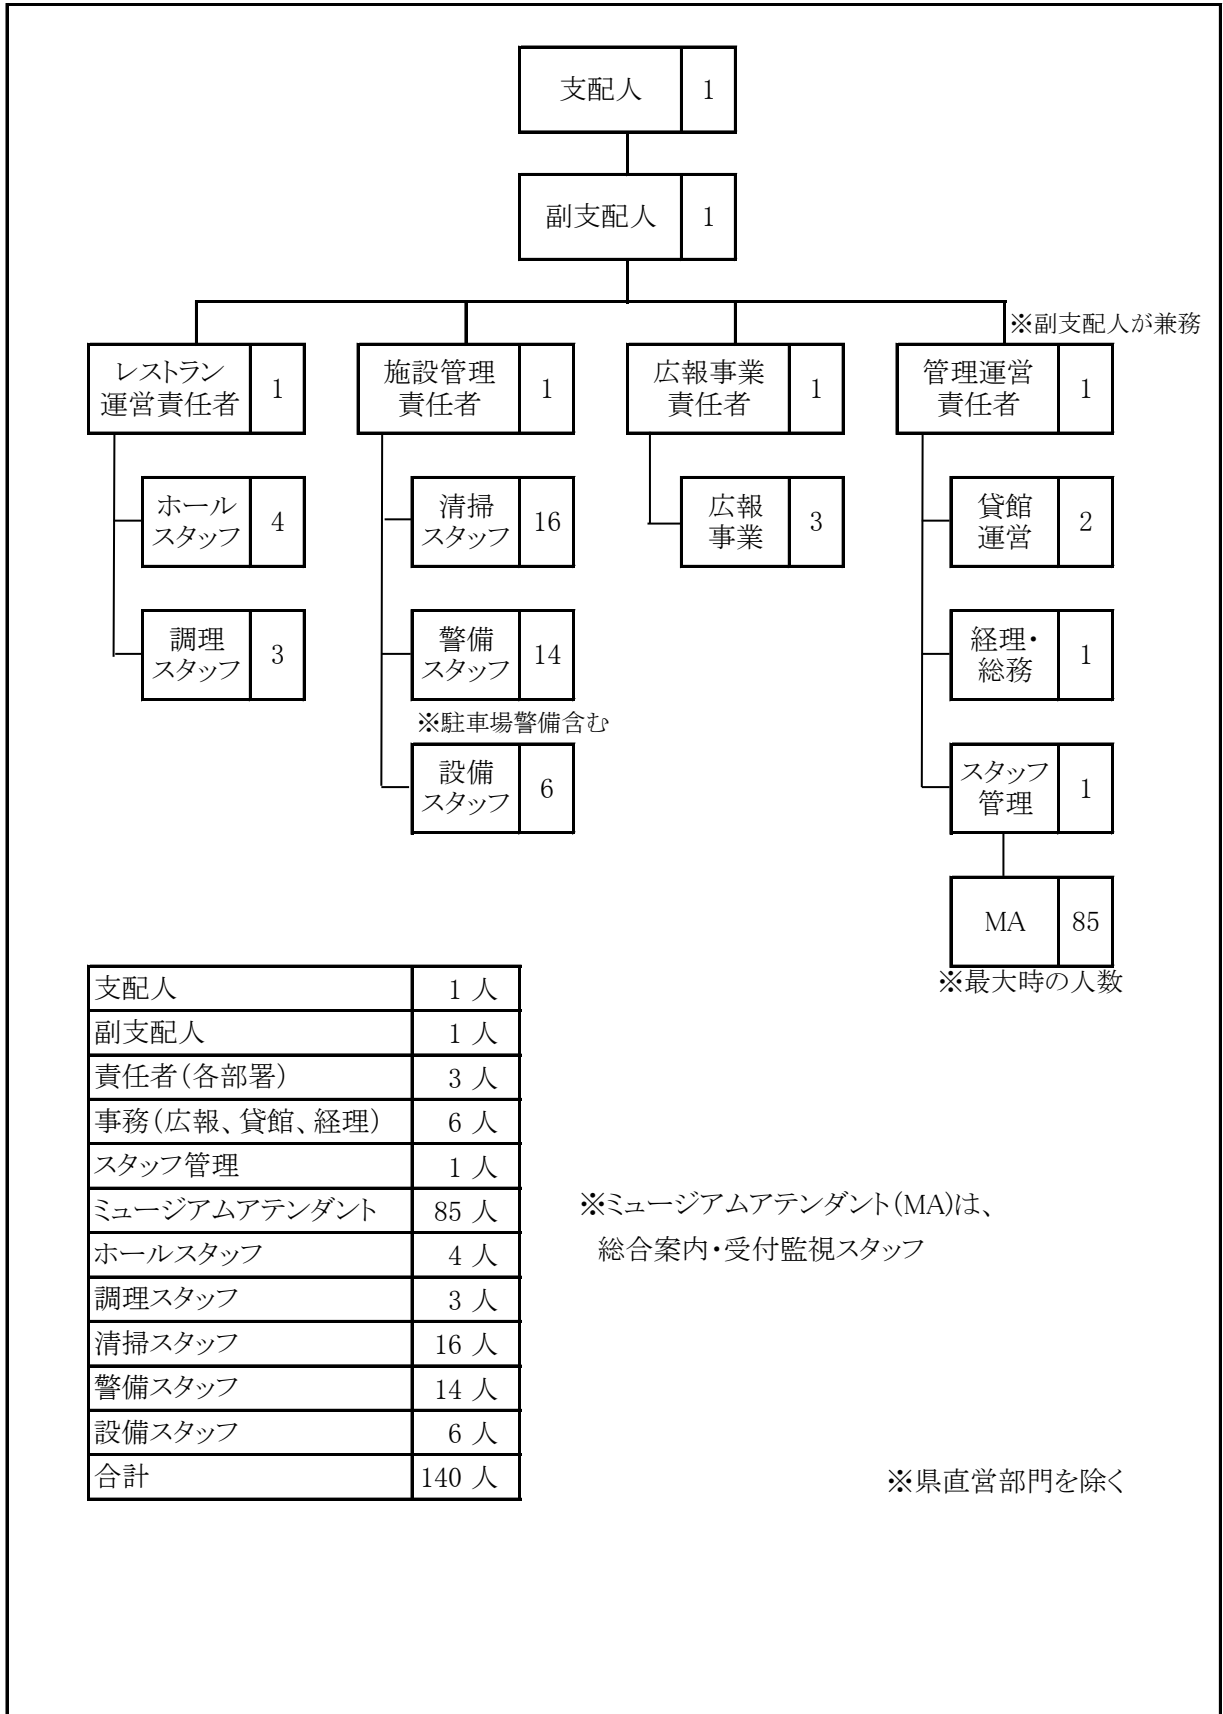 支配人 1
副支配人 1
※副支配人が兼務
レストラン
運営責任者 1
施設管理
責任者 1
広報事業
責任者 1
管理運営
責任者 1
ホール
スタッフ 4
清掃
スタッフ 16
広報
事業 3
貸館
運営 2
調理
スタッフ 3
警備
スタッフ 14
経理・
総務 1
※駐車場警備含む
設備
スタッフ 6
スタッフ
管理 1
MA 85
※最大時の人数
支配人 1 人
副支配人 1 人
責任者(各部署) 3 人
事務(広報、貸館、経理) 6 人
スタッフ管理 1 人
ミュージアムアテンダント 85 人
ホールスタッフ 4 人
調理スタッフ 3 人
清掃スタッフ 16 人
警備スタッフ 14 人
設備スタッフ 6 人
合計 140 人
※ミュージアムアテンダント(MA)は、
総合案内・受付監視スタッフ
※県直営部門を除く